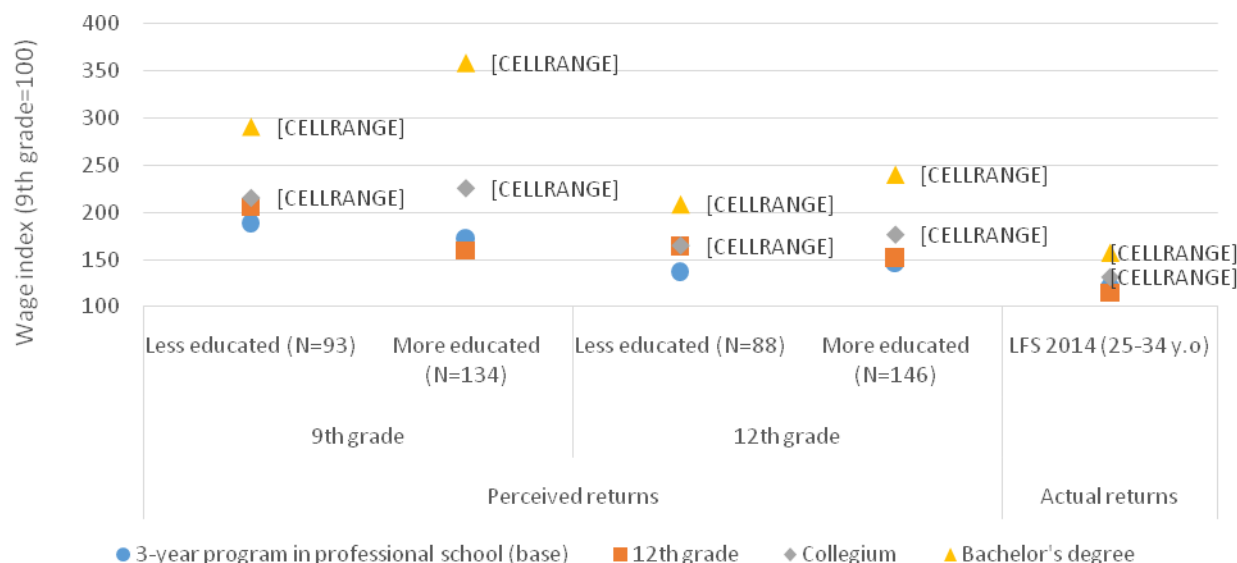 Wage index (9th grade=100)
400
350
300
250
200
150
100
[CELLRANGE]
[CELLRANGE]
[CELLRANGE]
[CELLRANGE]
[CELLRANGE]
[CELLRANGE]
[CELLRANGE]
[CELLRANGE]
[CELLRANGE]
[CELLRANGE]
Less educated (N=93)
More educated
(N=134)
Less educated (N=88)
More educated
(N=146)
LFS 2014 (25-34 y.o)
9th grade
12th grade
Perceived returns
Actual returns
3-year program in professional school (base)
12th grade
Collegium
Bachelor's degree